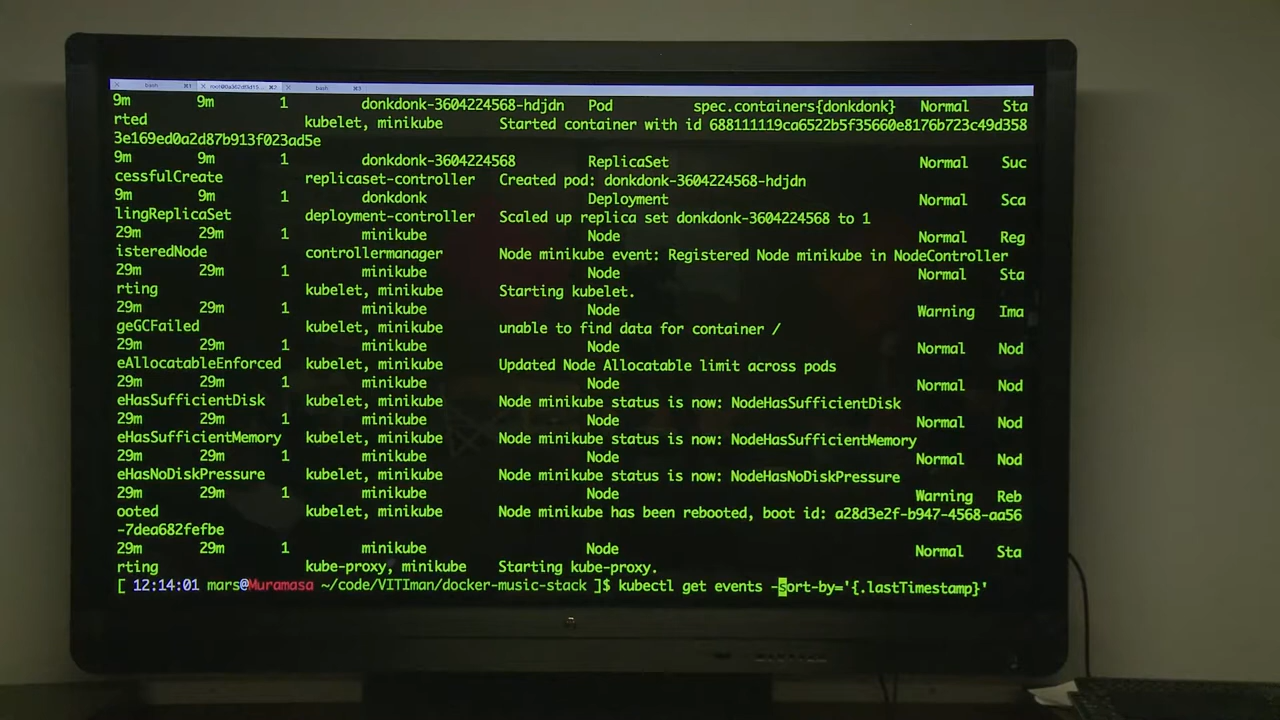 bash ⌘1 root@0a362df5d15... ⌘2 bash ⌘3
9m 9m 1 donkdonk-3604224568-hdjdn Pod spec.containers{donkdonk} Normal Sta
rted kubelet, minikube Started container with id 688111119ca6522b5f35660e8176b723c49d358
3e169ed0a2d87b913f023ad5e
9m 9m 1 donkdonk-3604224568 ReplicaSet Normal Suc
cessfulCreate replicaset-controller Created pod: donkdonk-3604224568-hdjdn
9m 9m 1 donkdonk Deployment Normal Sca
lingReplicaSet deployment-controller Scaled up replica set donkdonk-3604224568 to 1
29m 29m 1 minikube Node Normal Reg
isteredNode controllermanager Node minikube event: Registered Node minikube in NodeController
29m 29m 1 minikube Node Normal Sta
rting kubelet, minikube Starting kubelet.
29m 29m 1 minikube Node Warning Ima
geGCFailed kubelet, minikube unable to find data for container /
29m 29m 1 minikube Node Normal Nod
eAllocatableEnforced kubelet, minikube Updated Node Allocatable limit across pods
29m 29m 1 minikube Node Normal Nod
eHasSufficientDisk kubelet, minikube Node minikube status is now: NodeHasSufficientDisk
29m 29m 1 minikube Node Normal Nod
eHasSufficientMemory kubelet, minikube Node minikube status is now: NodeHasSufficientMemory
29m 29m 1 minikube Node Normal Nod
eHasNoDiskPressure kubelet, minikube Node minikube status is now: NodeHasNoDiskPressure
29m 29m 1 minikube Node Warning Reb
ooted kubelet, minikube Node minikube has been rebooted, boot id: a28d3e2f-b947-4568-aa56
-7dea682fefbe
29m 29m 1 minikube Node Normal Sta
rting kube-proxy, minikube Starting kube-proxy.
[ 12:14:01 mars@Muramasa ~/code/VITIman/docker-music-stack ]$ kubectl get events -sort-by='{.lastTimestamp}'